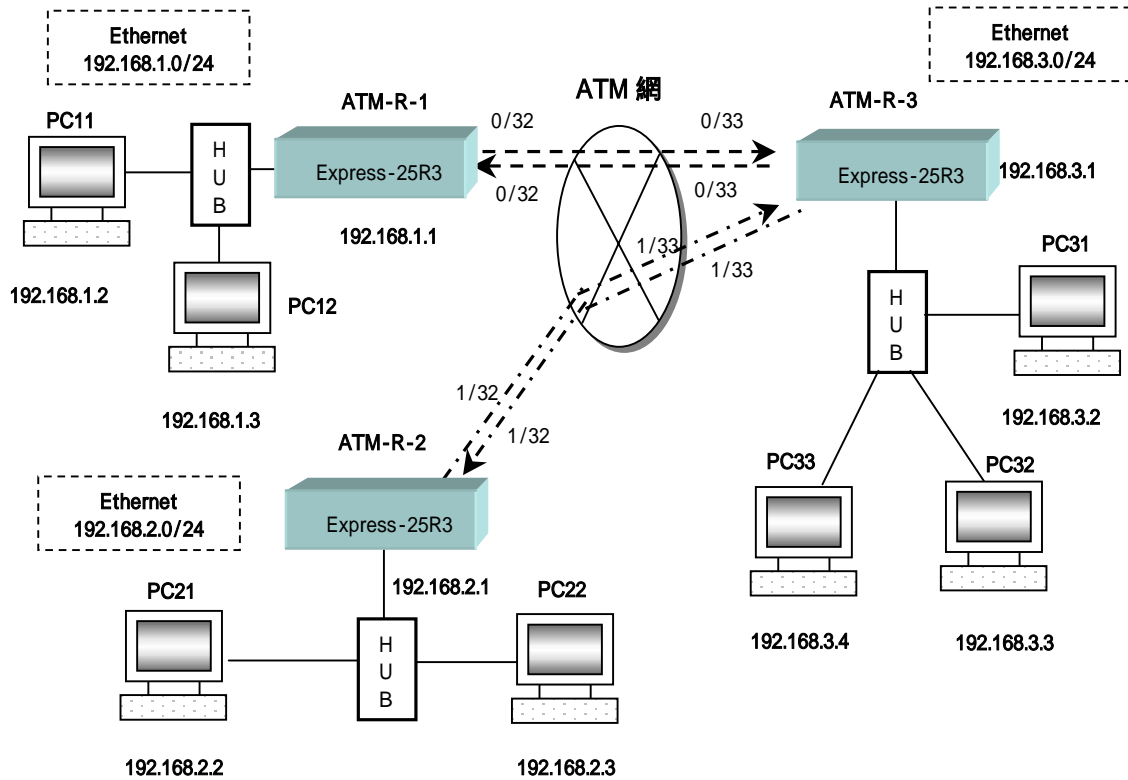 Ethernet
192.168.1.0/24
Ethernet
192.168.3.0/24
ATM 網
ATM-R-1
ATM-R-3
PC11
H
U
B
Express-25R3
0/32
0/33
0/32
0/33
Express-25R3
192.168.3.1
192.168.1.1
1/33
1/33
PC31
192.168.1.2
PC12
H
U
B
1/32
1/32
192.168.1.3
192.168.3.2
ATM-R-2
PC33
PC32
Ethernet
192.168.2.0/24
Express-25R3
192.168.2.1
PC21
PC22
H
U
B
192.168.3.4
192.168.3.3
192.168.2.2
192.168.2.3